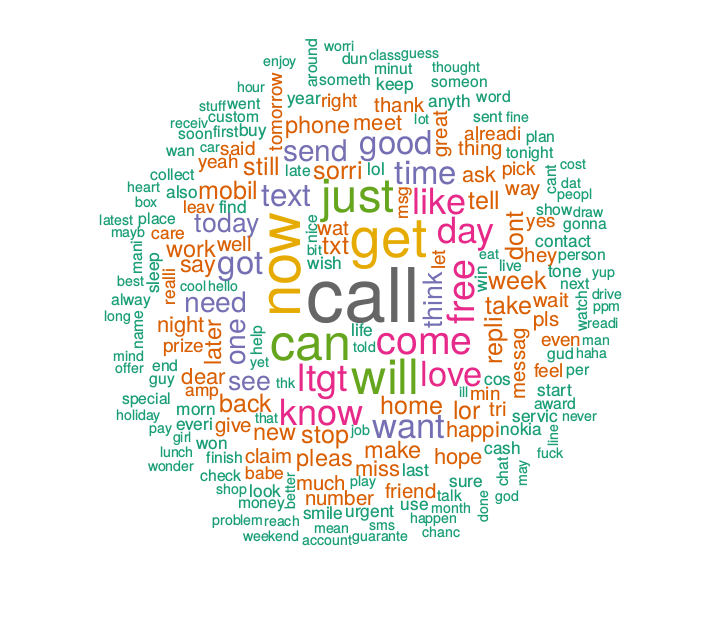 worri
around
enjoy
dun
class
guess
minut
thought
a
someth
keep
someon
hour
tomorrow
year
right
thank
anyth
word
stuff
went
phone
meet
lot
great
sent
fine
receiv
custom
soon
first
buy
send
good
alreadi
plan
wan
car
said
thing
tonight
yeah
still
late
sorri
lol
time
ask
pick
cant
cost
collect
heart
also
mobil
text
just
msg
like
tell
way
dat
peopl
box
leav
find
nice
show
draw
latest
place
today
wat
day
dont
yes
gonna
mayb
care
now
bit
txt
get
let
hey
contact
mani
work
well
eat
person
sleep
say
got
wish
think
win
live
week
tone
yup
best
realli
cool
hello
call
free
next
drive
alway
need
take
wait
watch
ppm
long
name
night
later
one
help
can
life
come
repli
pls
readi
prize
told
messag
even
man
mind
end
yet
gud
haha
offer
guy
dear
see
thk
ltgt
will
love
cos
feel
per
special
amp
ill
min
start
holiday
morn
back
know
home
lor
tri
award
pay
everi
give
that
want
happi
servic
never
girl
won
new
stop
job
nokia
line
lunch
finish
claim
pleas
make
hope
cash
fuck
wonder
check
babe
miss
last
chat
may
shop
look
better
much
play
friend
sure
god
money
number
use
talk
done
problem
reach
smile
urgent
month
mean
sms
happen
weekend
account
guarante
chanc